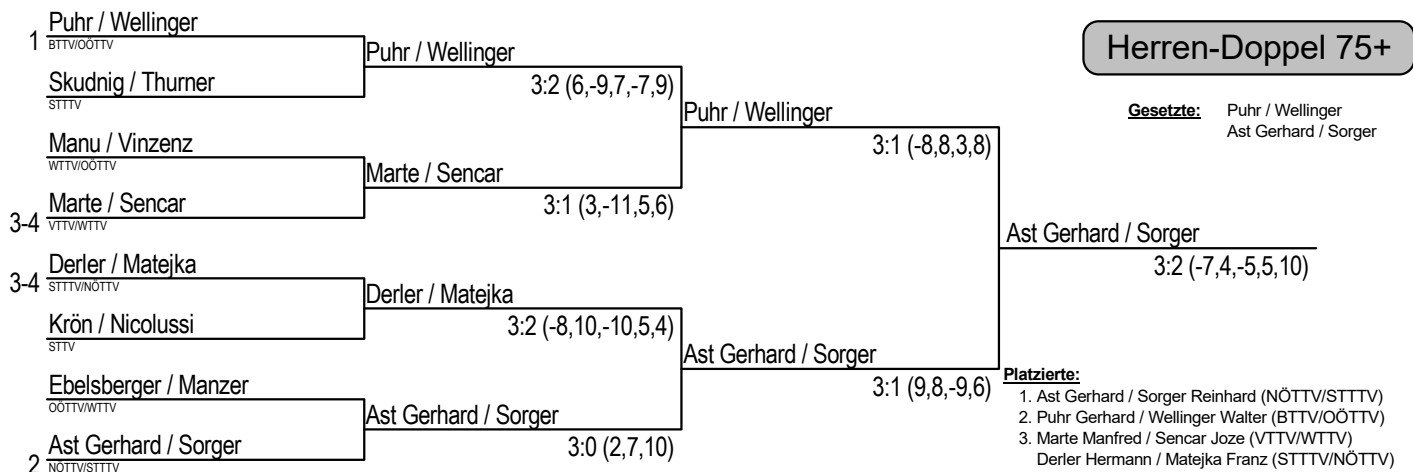 Herren-Doppel 75+
Gesetzte: Puhr / Wellinger
Ast Gerhard / Sorger
1 Puhr / Wellinger
BTTV/OÖTTV
Skudnig / Thurner
STTTV
Manu / Vinzenz
WTTV/OÖTTV
3-4 Marte / Sencar
VTTV/WTTV
3-4 Derler / Matejka
STTTV/NÖTTV
Krön / Nicolussi
STTV
Ebelsberger / Manzer
OÖTTV/WTTV
2 Ast Gerhard / Sorger
NÖTTV/STTTV
Puhr / Wellinger
3:2 (6,-9,7,-7,9)
Marte / Sencar
3:1 (3,-11,5,6)
Derler / Matejka
3:2 (-8,10,-10,5,4)
Ast Gerhard / Sorger
3:0 (2,7,10)
Puhr / Wellinger
3:1 (-8,8,3,8)
Ast Gerhard / Sorger
3:1 (9,8,-9,6)
Ast Gerhard / Sorger
3:2 (-7,4,-5,5,10)
Platzierte:
1. Ast Gerhard / Sorger Reinhard (NÖTTV/STTTV)
2. Puhr Gerhard / Wellinger Walter (BTTV/OÖTTV)
3. Marte Manfred / Sencar Joze (VTTV/WTTV)
Derler Hermann / Matejka Franz (STTTV/NÖTTV)